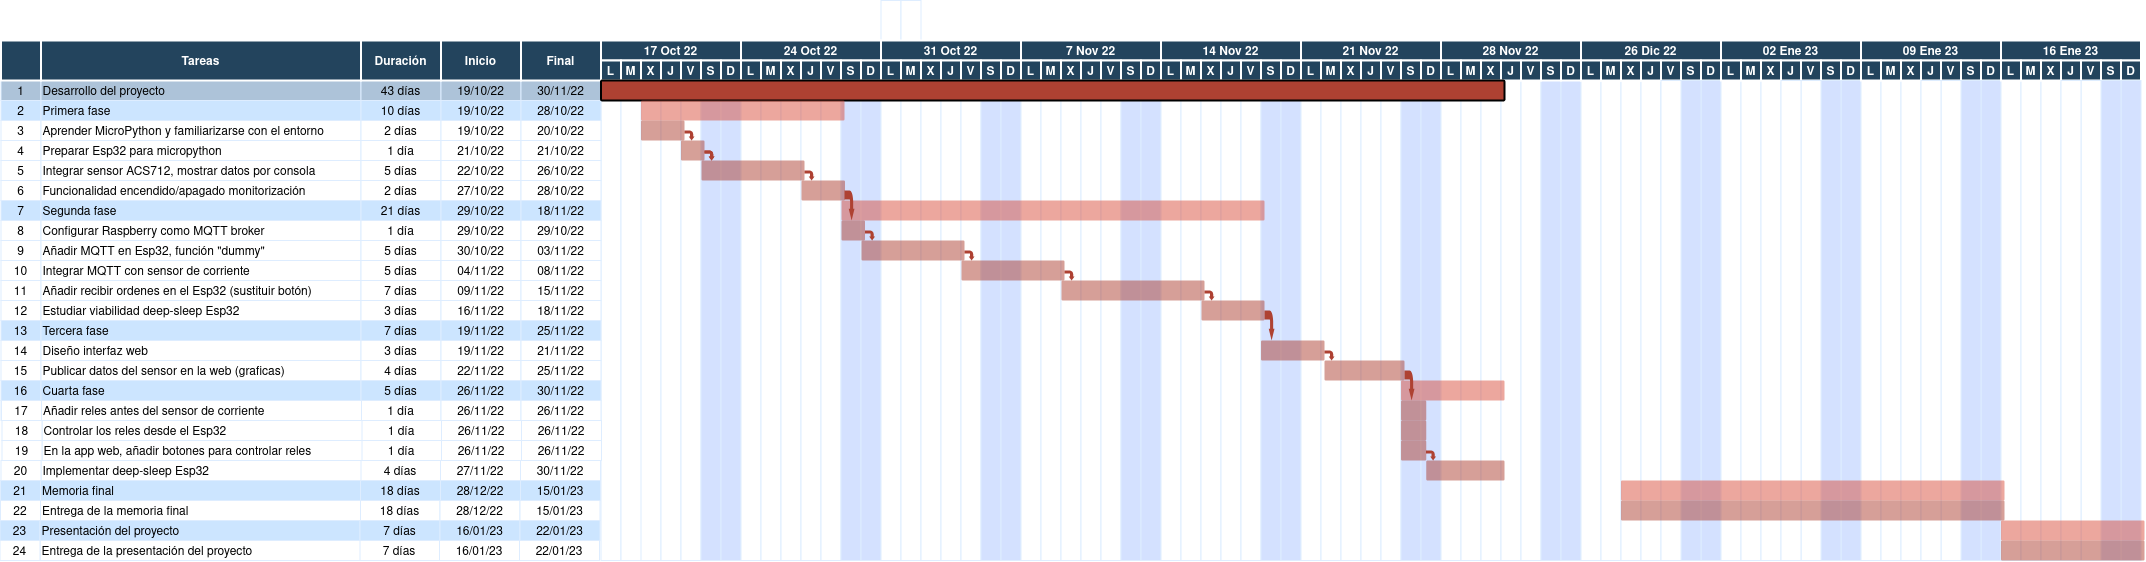 17 Oct 22 24 Oct 22 31 Oct 22 7 Nov 22 14 Nov 22 21 Nov 22 28 Nov 22 26 Dic 22 02 Ene 23 09 Ene 23 16 Ene 23
Tareas Duración Inicio Final
L M X J V S D L M X J V S D L M X J V S D L M X J V S D L M X J V S D L M X J V S D L M X J V S D L M X J V S D L M X J V S D L M X J V S D L M X J V S D
1 Desarrollo del proyecto 43 días 19/10/22 30/11/22
2 Primera fase 10 días 19/10/22 28/10/22
3 Aprender MicroPython y familiarizarse con el entorno 2 días 19/10/22 20/10/22
4 Preparar Esp32 para micropython 1 día 21/10/22 21/10/22
5 Integrar sensor ACS712, mostrar datos por consola 5 días 22/10/22 26/10/22
6 Funcionalidad encendido/apagado monitorización 2 días 27/10/22 28/10/22
7 Segunda fase 21 días 29/10/22 18/11/22
8 Configurar Raspberry como MQTT broker 1 día 29/10/22 29/10/22
9 Añadir MQTT en Esp32, función "dummy" 5 días 30/10/22 03/11/22
10 Integrar MQTT con sensor de corriente 5 días 04/11/22 08/11/22
11 Añadir recibir ordenes en el Esp32 (sustituir botón) 7 días 09/11/22 15/11/22
12 Estudiar viabilidad deep-sleep Esp32 3 días 16/11/22 18/11/22
13 Tercera fase 7 días 19/11/22 25/11/22
14 Diseño interfaz web 3 días 19/11/22 21/11/22
15 Publicar datos del sensor en la web (graficas) 4 días 22/11/22 25/11/22
16 Cuarta fase 5 días 26/11/22 30/11/22
17 Añadir reles antes del sensor de corriente 1 día 26/11/22 26/11/22
18 Controlar los reles desde el Esp32 1 día 26/11/22 26/11/22
19 En la app web, añadir botones para controlar reles 1 día 26/11/22 26/11/22
20 Implementar deep-sleep Esp32 4 días 27/11/22 30/11/22
21 Memoria final 18 días 28/12/22 15/01/23
22 Entrega de la memoria final 18 días 28/12/22 15/01/23
23 Presentación del proyecto 7 días 16/01/23 22/01/23
24 Entrega de la presentación del proyecto 7 días 16/01/23 22/01/23